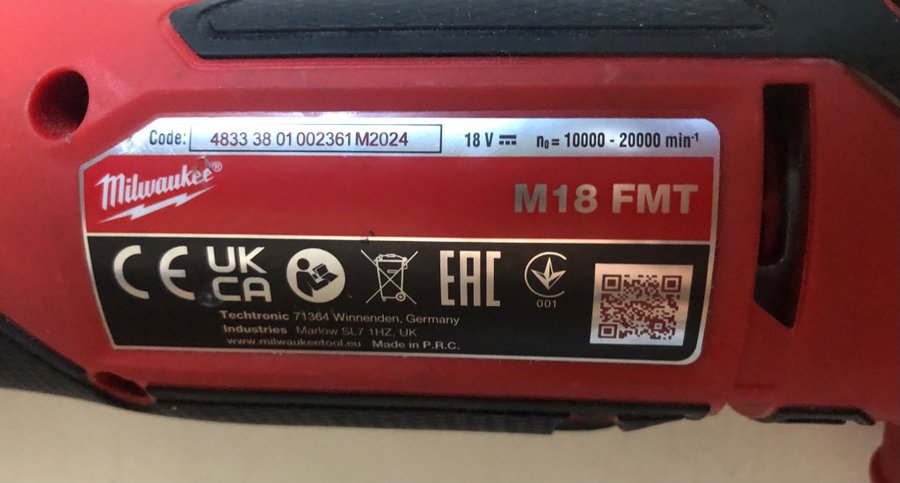 Code: 4833 38 01 002361 M2024 18 V n₀ = 10000 - 20000 min⁻¹
Milwaukee®
M18 FMT
CE UK CA EAC 001
Techtronic 71364 Winnenden, Germany
Industries Marlow SL7 1HZ, UK
www.milwaukeetool.eu Made in P.R.C.